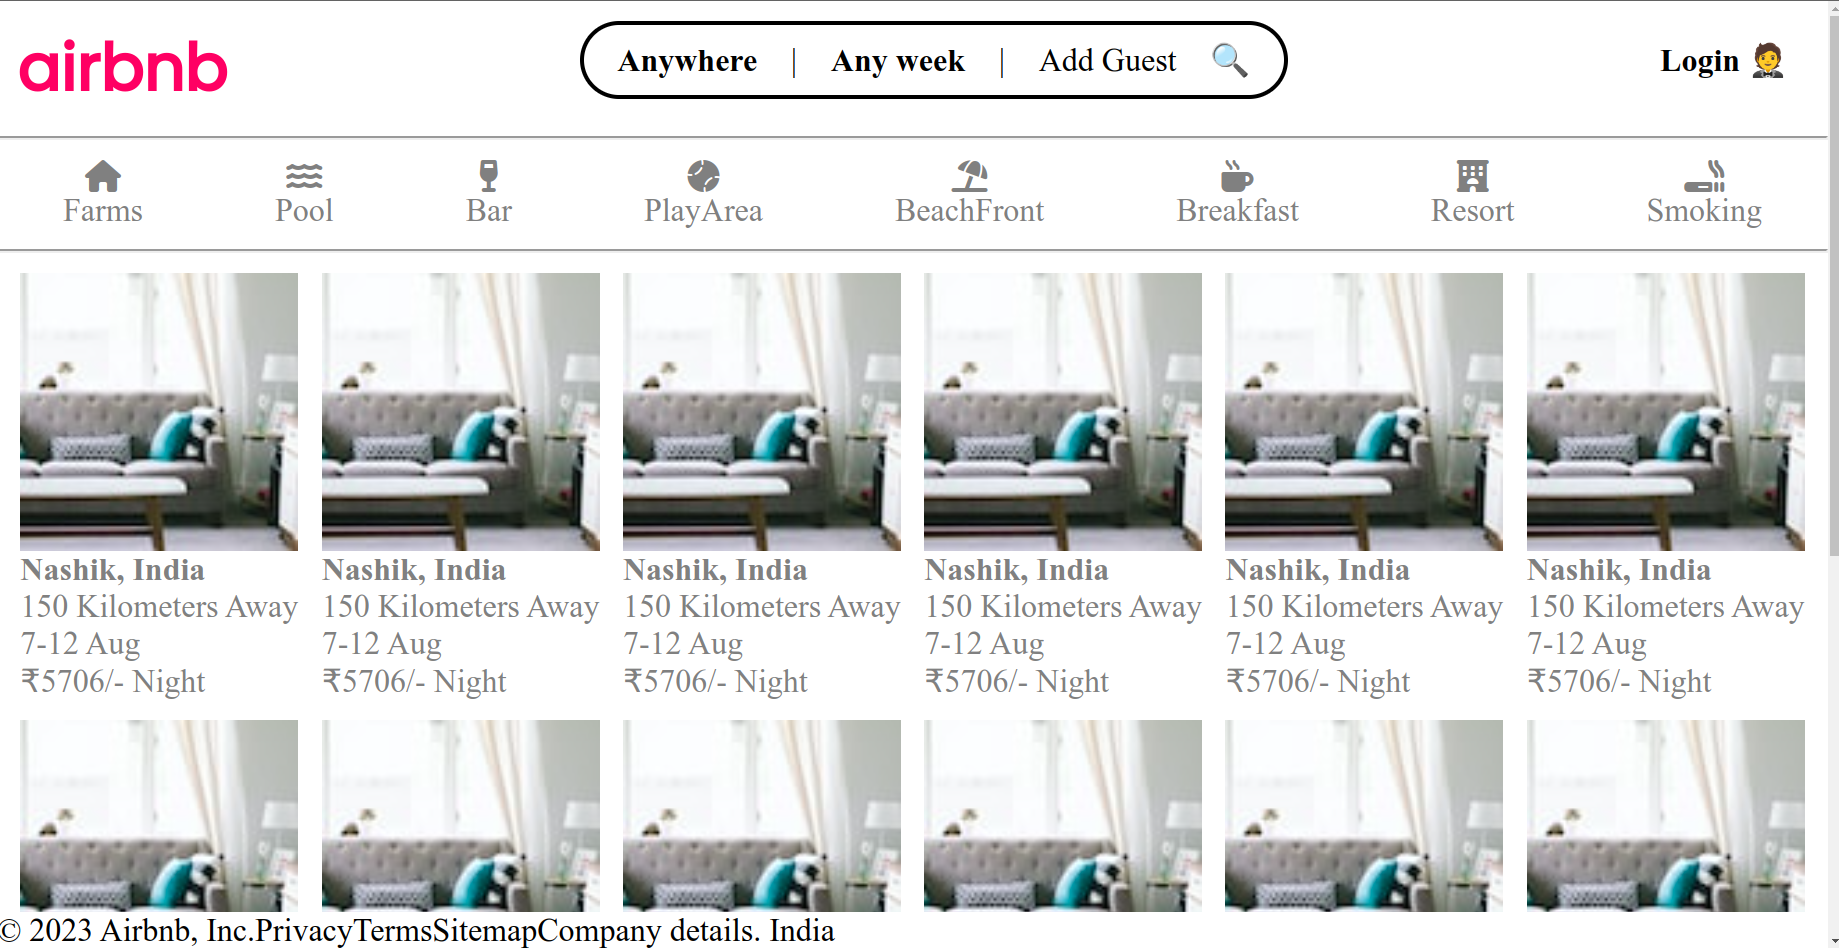 airbnb
Anywhere | Any week | Add Guest
Login
Farms Pool Bar PlayArea BeachFront Breakfast Resort Smoking
Nashik, India Nashik, India Nashik, India Nashik, India Nashik, India Nashik, India
150 Kilometers Away 150 Kilometers Away 150 Kilometers Away 150 Kilometers Away 150 Kilometers Away 150 Kilometers Away
7-12 Aug 7-12 Aug 7-12 Aug 7-12 Aug 7-12 Aug 7-12 Aug
₹5706/- Night ₹5706/- Night ₹5706/- Night ₹5706/- Night ₹5706/- Night ₹5706/- Night
© 2023 Airbnb, Inc.PrivacyTermsSitemapCompany details. India